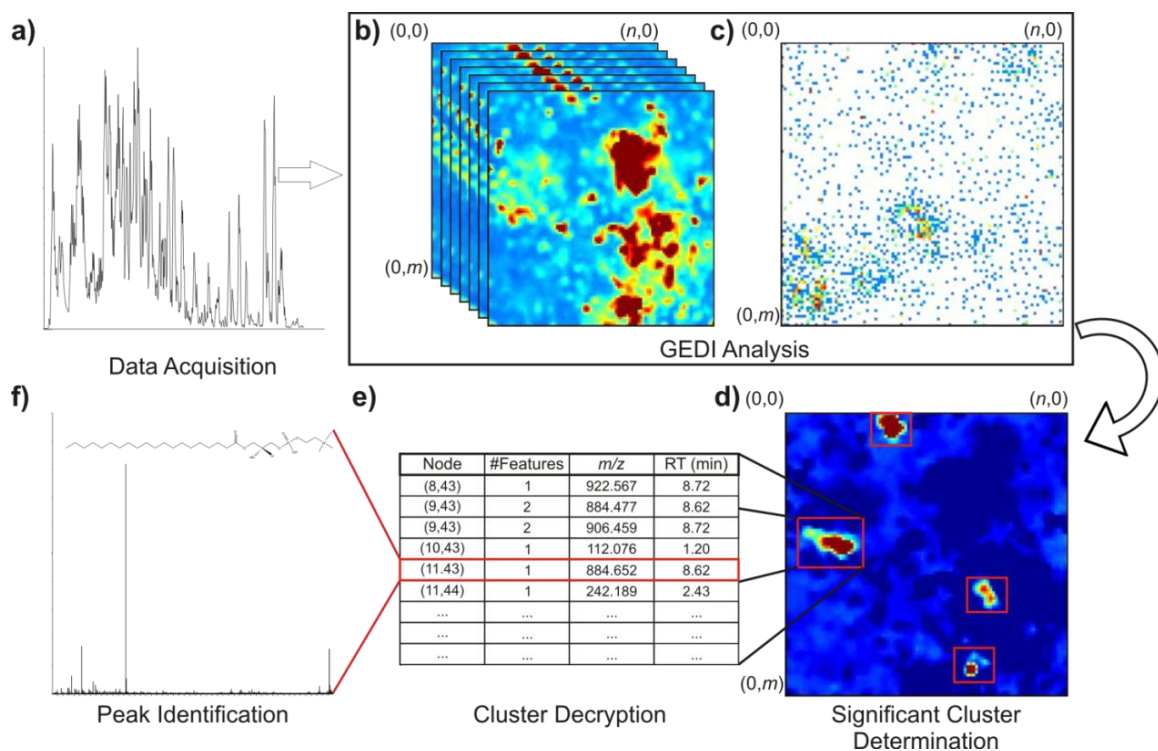 a)
b)
(0,0)
(n,0)
c)
(0,0)
(n,0)
(0,m)
(0,m)
Data Acquisition
GEDI Analysis
f)
e)
d)
(0,0)
(n,0)
Node #Features m/z RT (min)
(8,43) 1 922.567 8.72
(9,43) 2 884.477 8.62
(9,43) 2 906.459 8.72
(10,43) 1 112.076 1.20
(11.43) 1 884.652 8.62
(11,44) 1 242.189 2.43
... ... ... ...
... ... ... ...
... ... ... ...
(0,m)
Peak Identification
Cluster Decryption
Significant Cluster
Determination